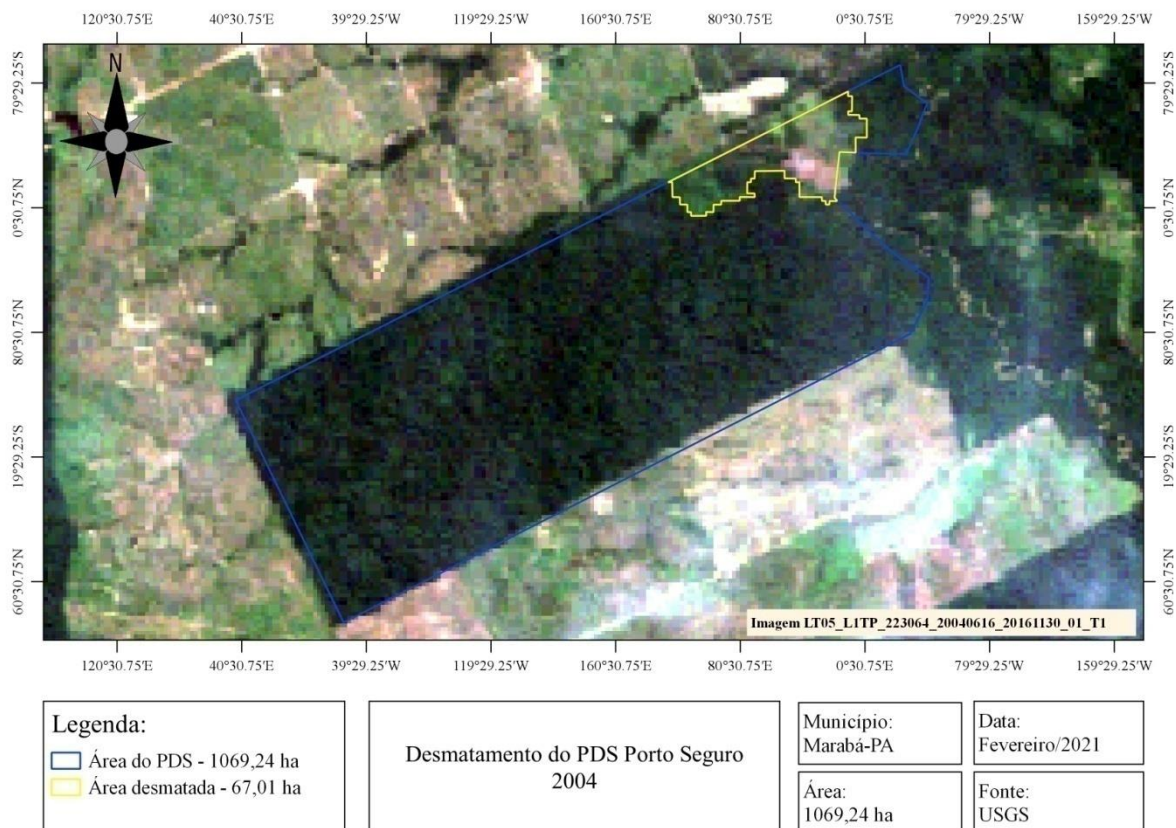 120°30.75'E 40°30.75'E 39°29.25'W 119°29.25'W 160°30.75'E 80°30.75'E 0°30.75'E 79°29.25'W 159°29.25'W
N
79°29.25'S
0°30.75'N
80°30.75'N
19°29.25'S
60°30.75'N
79°29.25'S
0°30.75'N
80°30.75'N
19°29.25'S
60°30.75'N
Imagem LT05_L1TP_223064_20040616_20161130_01_T1
120°30.75'E 40°30.75'E 39°29.25'W 119°29.25'W 160°30.75'E 80°30.75'E 0°30.75'E 79°29.25'W 159°29.25'W
Legenda:
Área do PDS - 1069,24 ha
Área desmatada - 67,01 ha
Desmatamento do PDS Porto Seguro
2004
Município:
Marabá-PA
Data:
Fevereiro/2021
Área:
1069,24 ha
Fonte:
USGS